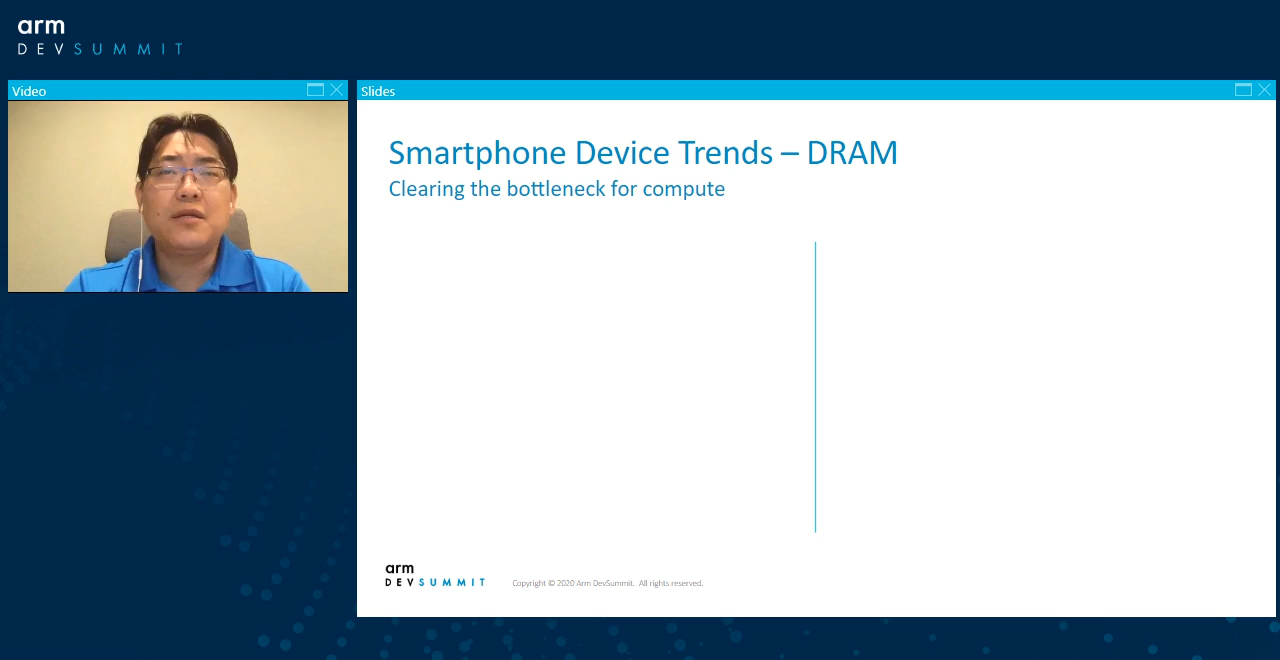 arm
DEVSUMMIT
Video
Slides
Smartphone Device Trends – DRAM
Clearing the bottleneck for compute
arm
DEVSUMMIT
Copyright © 2020 Arm DevSummit. All rights reserved.